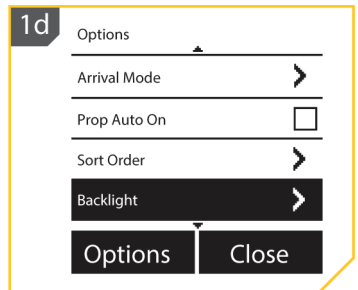 1d
Options
Arrival Mode
Prop Auto On
Sort Order
Backlight
Options Close